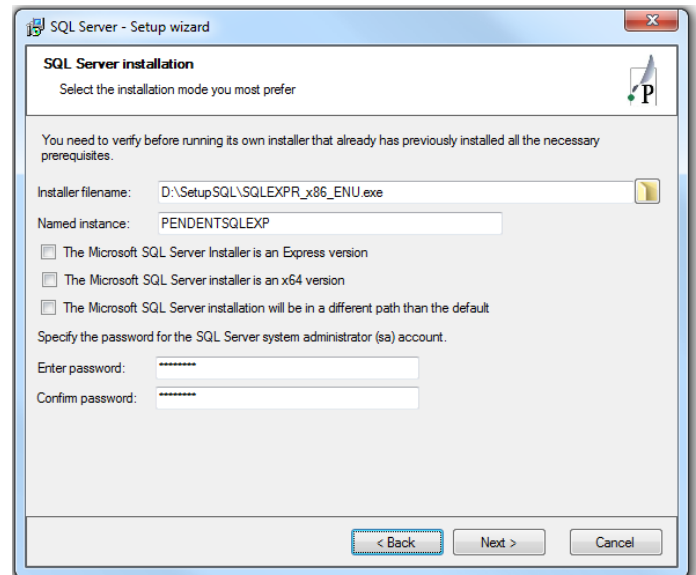 SQL Server - Setup wizard
SQL Server installation
Select the installation mode you most prefer
P
You need to verify before running its own installer that already has previously installed all the necessary
prerequisites.
Installer filename: D:\SetupSQL\SQLEXPR_x86_ENU.exe
Named instance: PENDENTSQLEXP
The Microsoft SQL Server Installer is an Express version
The Microsoft SQL Server installer is an x64 version
The Microsoft SQL Server installation will be in a different path than the default
Specify the password for the SQL Server system administrator (sa) account.
Enter password: ********
Confirm password: ********
< Back Next > Cancel